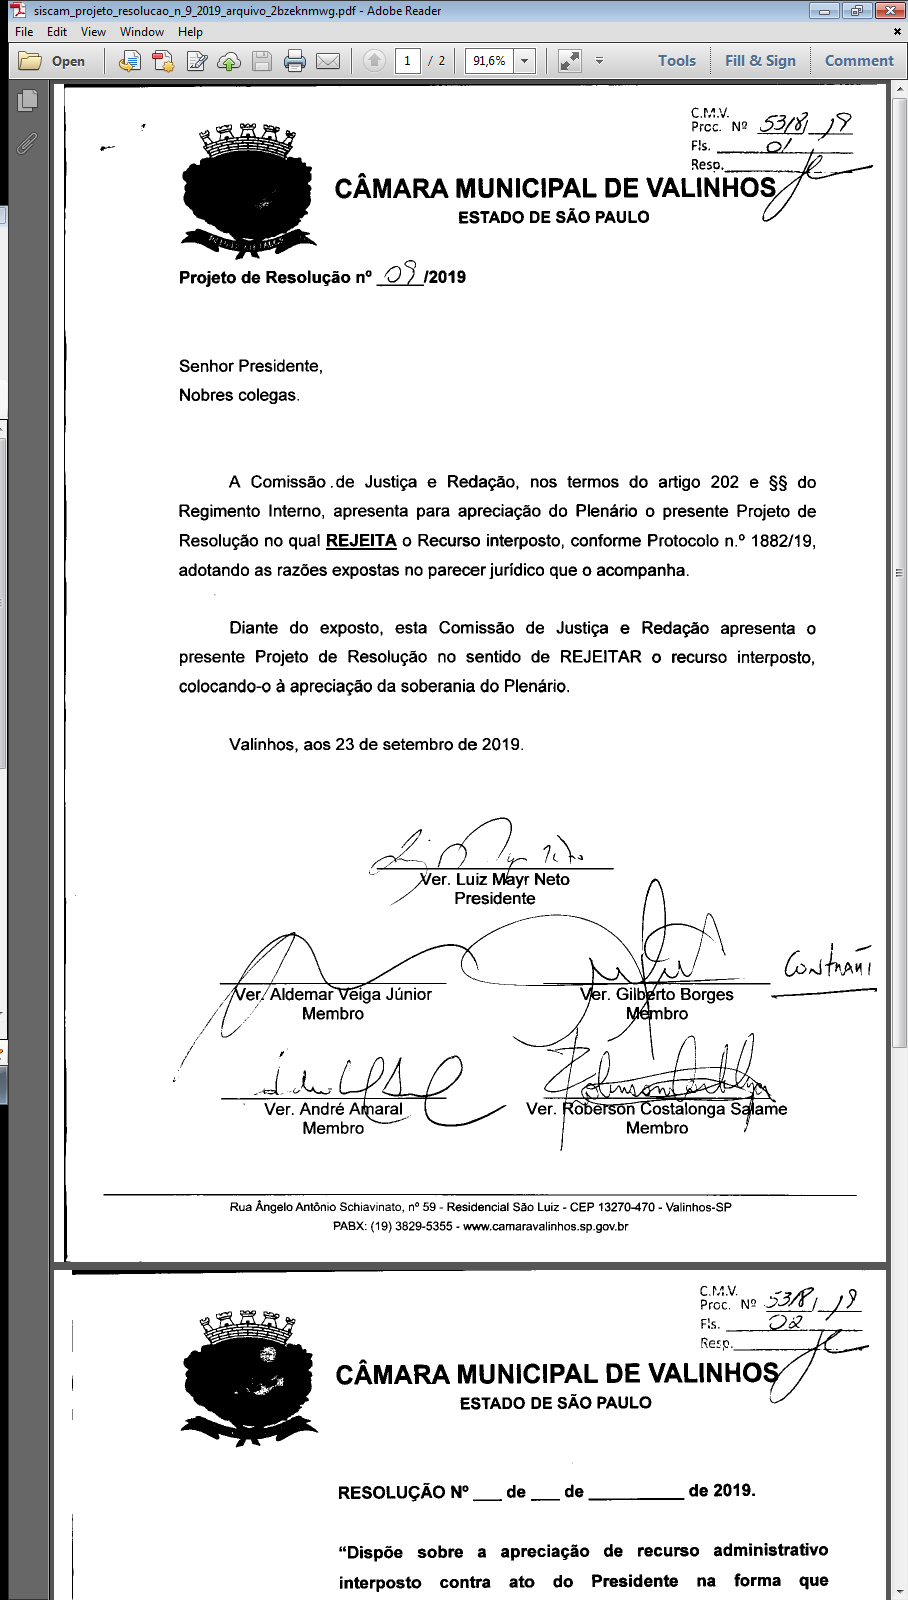 siscam_projeto_resolucao_n_9_2019_arquivo_2bzeknmwg.pdf - Adobe Reader
File Edit View Window Help
Open 1 / 2 91,6% Tools Fill & Sign Comment
C.M.V.
Proc. Nº 5318, 19
Fls. 01
Resp.
CÂMARA MUNICIPAL DE VALINHOS
ESTADO DE SÃO PAULO
Projeto de Resolução nº 09/2019
Senhor Presidente,
Nobres colegas.
A Comissão de Justiça e Redação, nos termos do artigo 202 e §§ do
Regimento Interno, apresenta para apreciação do Plenário o presente Projeto de
Resolução no qual REJEITA o Recurso interposto, conforme Protocolo n.º 1882/19,
adotando as razões expostas no parecer jurídico que o acompanha.
Diante do exposto, esta Comissão de Justiça e Redação apresenta o
presente Projeto de Resolução no sentido de REJEITAR o recurso interposto,
colocando-o à apreciação da soberania do Plenário.
Valinhos, aos 23 de setembro de 2019.
Ver. Luiz Mayr Neto
Presidente
Ver. Aldemar Veiga Júnior Ver. Gilberto Borges
Membro Membro
Ver. André Amaral Ver. Roberson Costalonga Salame
Membro Membro
Rua Ângelo Antônio Schiavinato, nº 59 - Residencial São Luiz - CEP 13270-470 - Valinhos-SP
PABX: (19) 3829-5355 - www.camaravalinhos.sp.gov.br
C.M.V.
Proc. Nº 5318, 19
Fls. 02
Resp.
CÂMARA MUNICIPAL DE VALINHOS
ESTADO DE SÃO PAULO
RESOLUÇÃO Nº ___ de ___ de __________ de 2019.
“Dispõe sobre a apreciação de recurso administrativo
interposto contra ato do Presidente na forma que